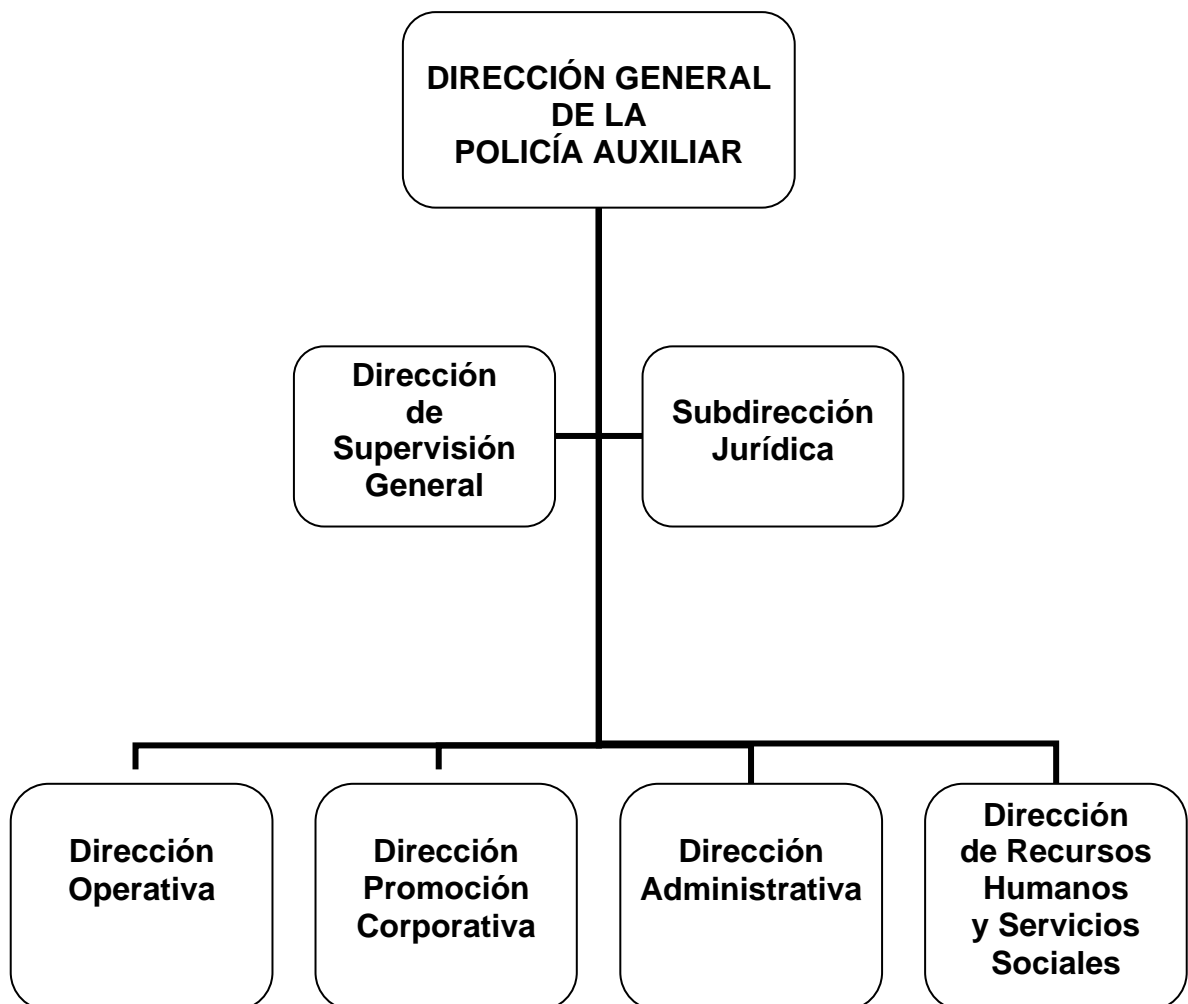 DIRECCIÓN GENERAL
DE LA
POLICÍA AUXILIAR
Dirección
de
Supervisión
General
Subdirección
Jurídica
Dirección
Operativa
Dirección
Promoción
Corporativa
Dirección
Administrativa
Dirección
de Recursos
Humanos
y Servicios
Sociales